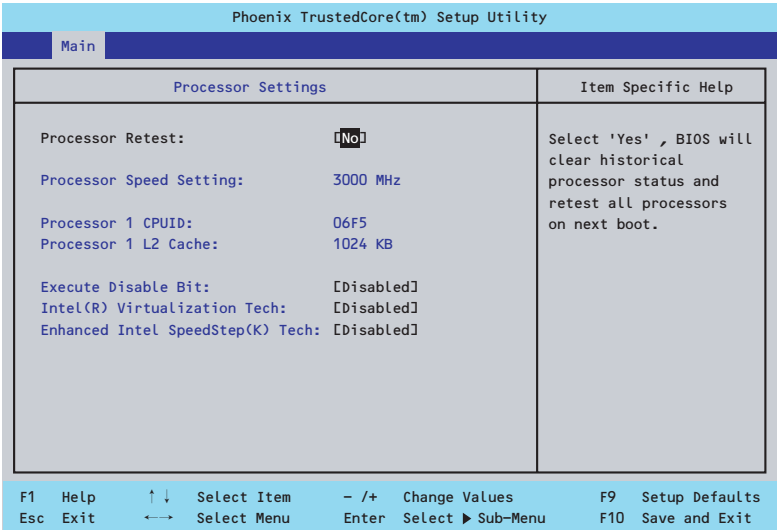 Phoenix TrustedCore(tm) Setup Utility
Main
Processor Settings
Item Specific Help
Processor Retest: [No]
Processor Speed Setting: 3000 MHz
Processor 1 CPUID: 06F5
Processor 1 L2 Cache: 1024 KB
Execute Disable Bit: [Disabled]
Intel(R) Virtualization Tech: [Disabled]
Enhanced Intel SpeedStep(K) Tech: [Disabled]
Select 'Yes' , BIOS will
clear historical
processor status and
retest all processors
on next boot.
F1 Help ↑↓ Select Item - /+ Change Values F9 Setup Defaults
Esc Exit ←→ Select Menu Enter Select ▶ Sub-Menu F10 Save and Exit